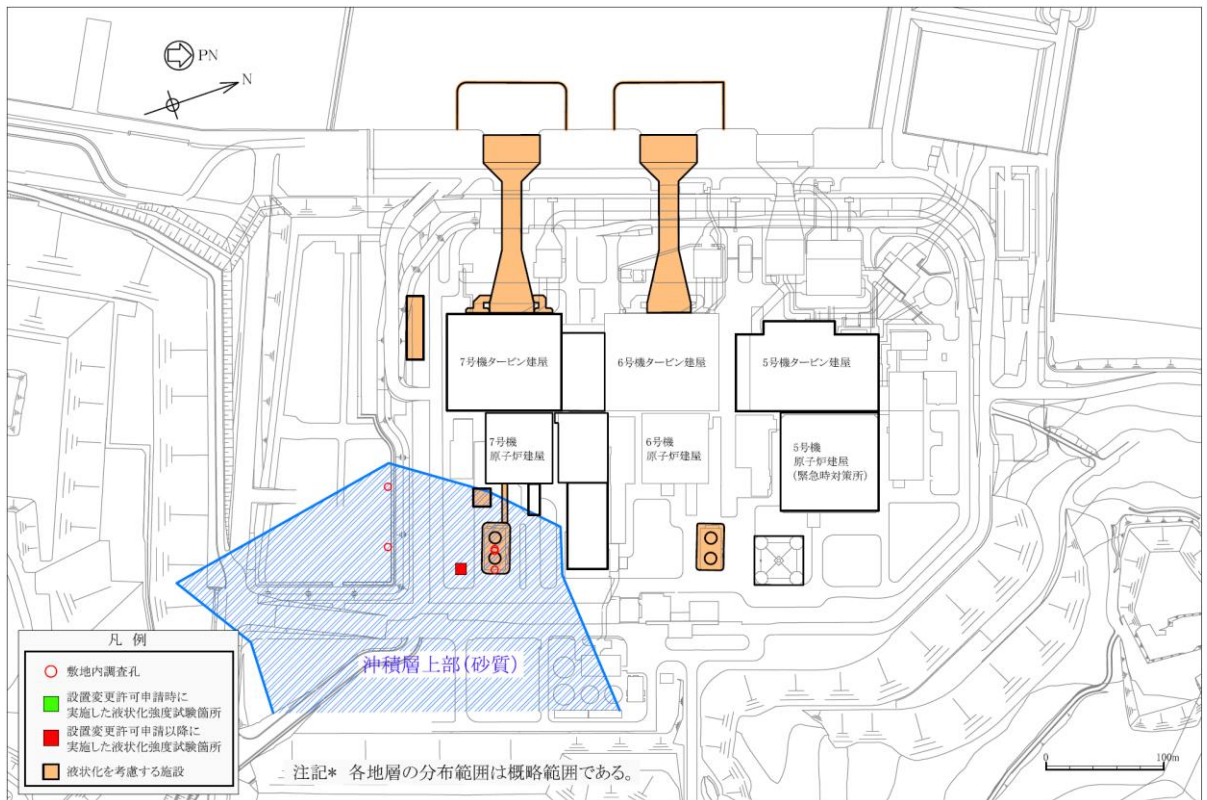 PN
N
7号機タービン建屋
6号機タービン建屋
5号機タービン建屋
7号機
原子炉建屋
6号機
原子炉建屋
5号機
原子炉建屋
(緊急時対策所)
沖積層上部(砂質)
凡 例
敷地内調査孔
設置変更許可申請時に
実施した液状化強度試験箇所
設置変更許可申請以降に
実施した液状化強度試験箇所
液状化を考慮する施設
注記* 各地層の分布範囲は概略範囲である。
0 100m